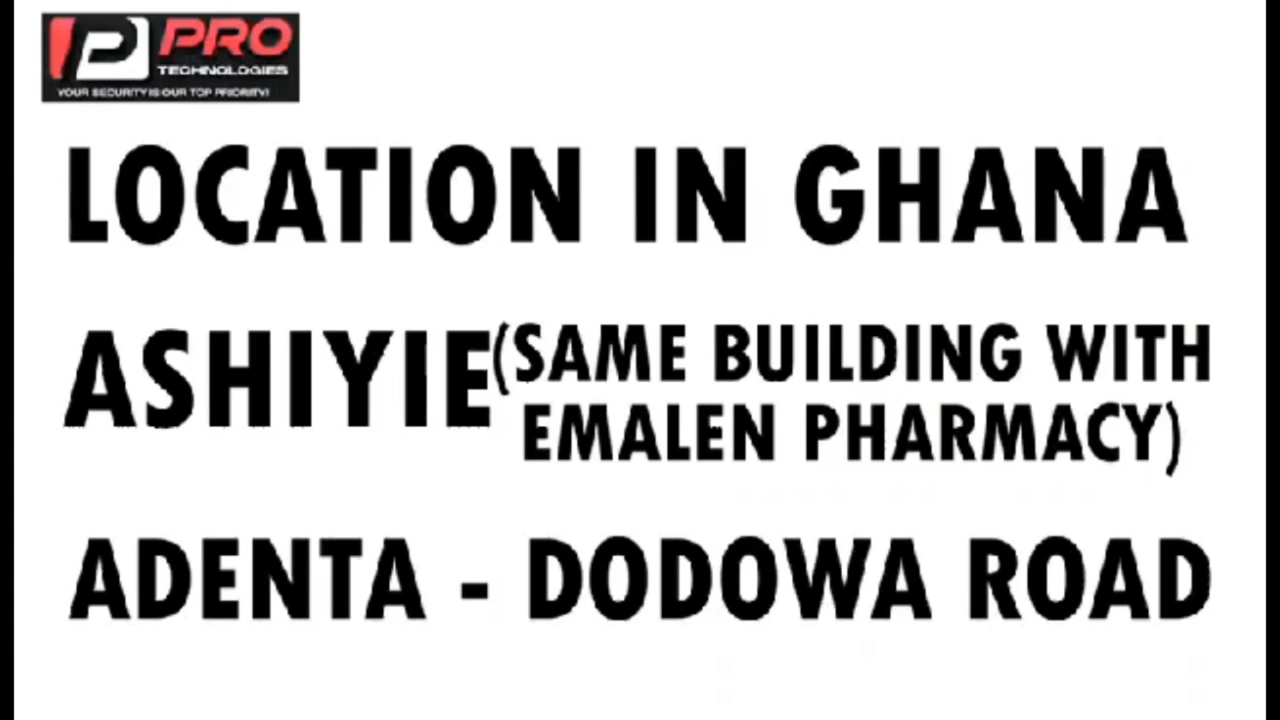 PRO
TECHNOLOGIES
YOUR SECURITY IS OUR TOP PRIORITY!
LOCATION IN GHANA
ASHIYIE (SAME BUILDING WITH
EMALEN PHARMACY)
ADENTA - DODOWA ROAD